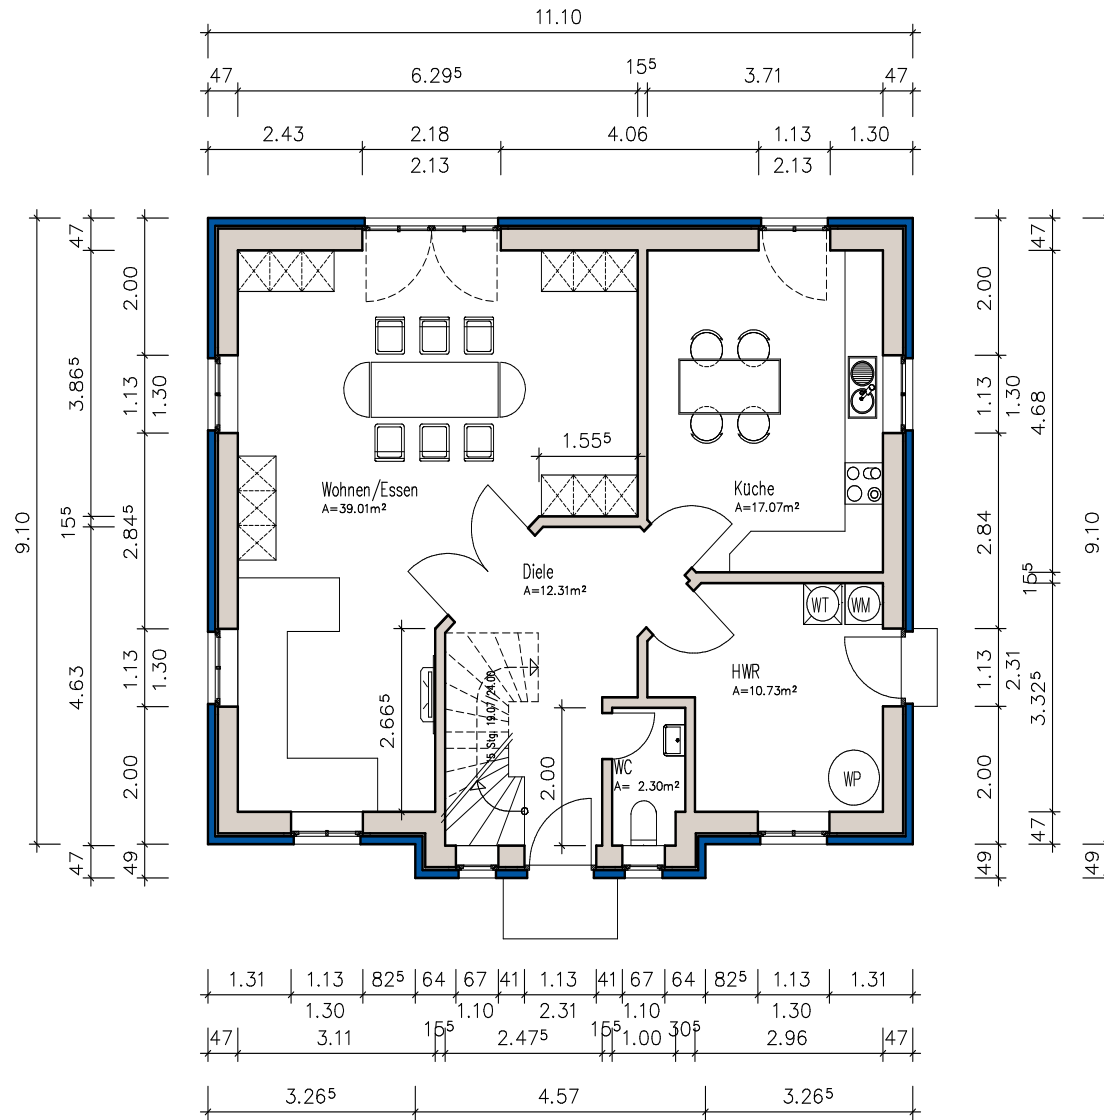 11.10
47 6.29⁵ 15⁵ 3.71 47
2.43 2.18 4.06 1.13 1.30
2.13 2.13
9.10
47 3.86⁵ 15⁵ 4.63 47
2.00 1.13 2.84⁵ 1.13 2.00 49
1.30 1.30
1.55⁵
Wohnen/Essen
A=39.01m²
Küche
A=17.07m²
Diele
A=12.31m²
WT WM
HWR
A=10.73m²
2.66⁵
15 Stg. 19.07/24.00
2.00
WC
A= 2.30m²
WP
2.00 1.13 2.84 1.13 2.00 49
1.30 2.31
47 4.68 15⁵ 3.32⁵ 47
9.10
49
1.31 1.13 82⁵ 64 67 41 1.13 41 67 64 82⁵ 1.13 1.31
1.30 1.10 2.31 1.10 1.30
47 3.11 15⁵ 2.47⁵ 15⁵ 1.00 30⁵ 2.96 47
3.26⁵ 4.57 3.26⁵